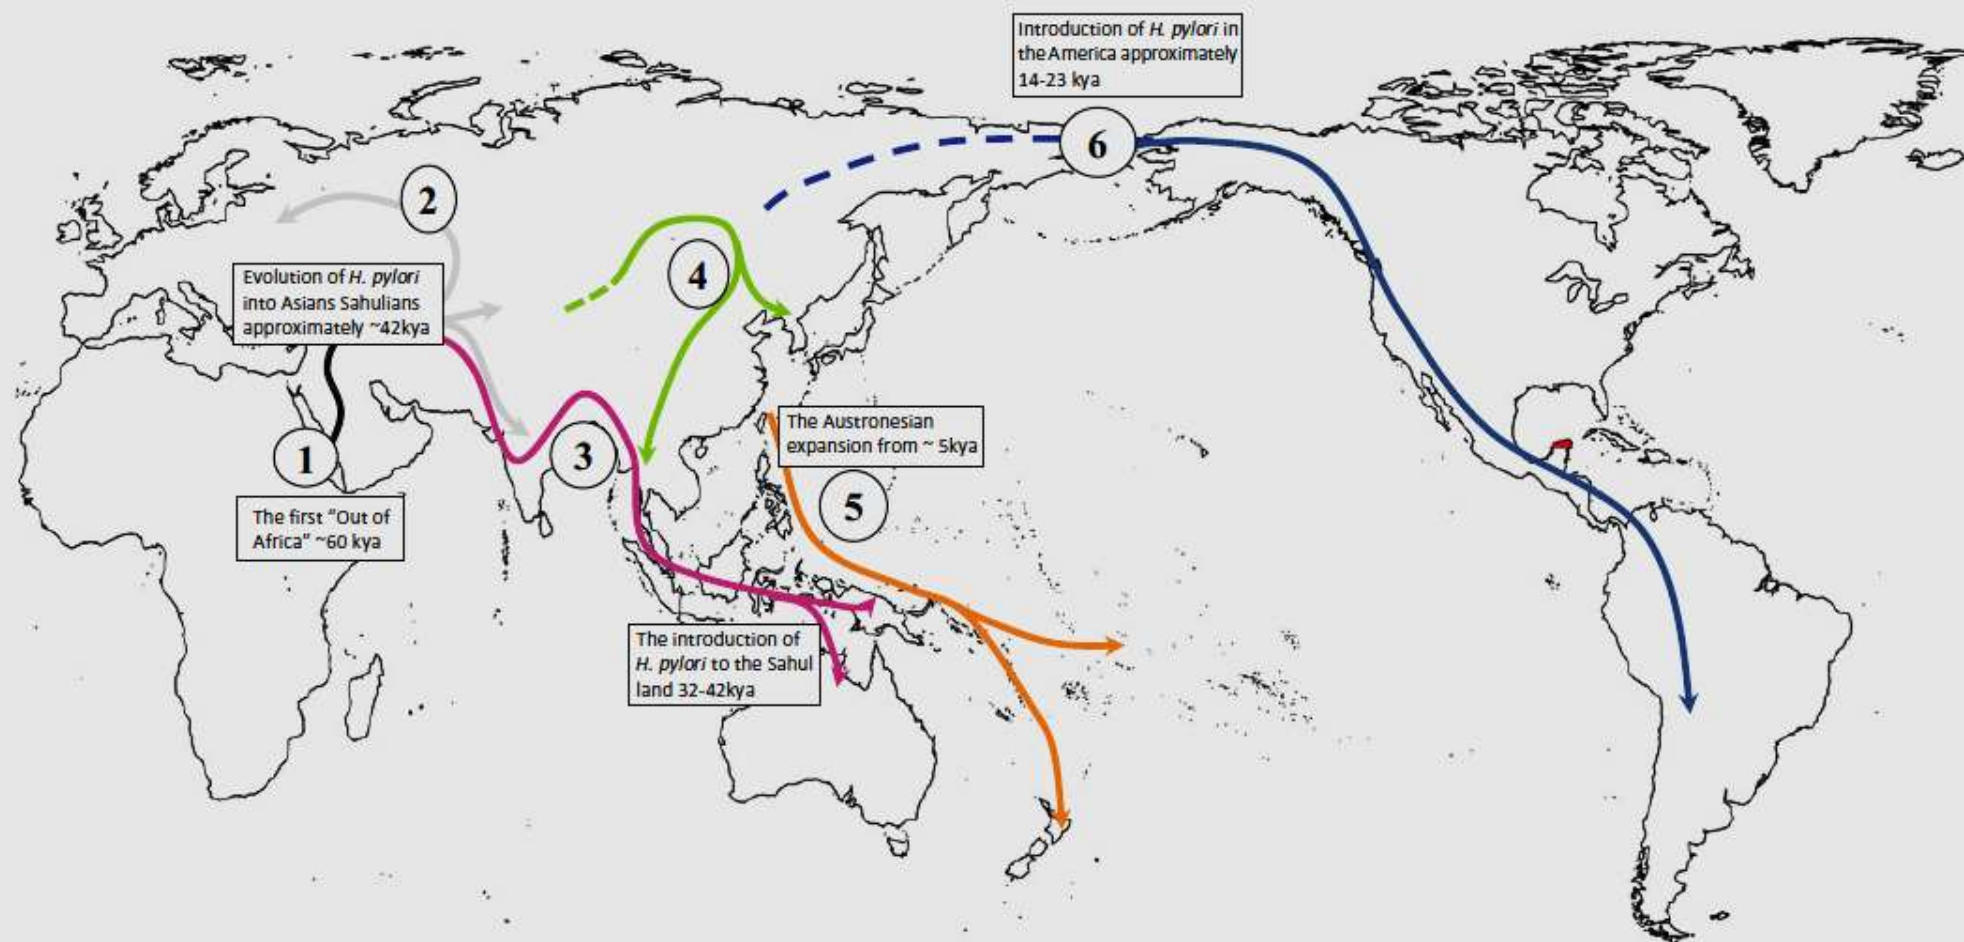 Introduction of H. pylori in
the America approximately
14-23 kya
6
2
4
Evolution of H. pylori
into Asians Sahulians
approximately ~42kya
The Austronesian
expansion from ~ 5kya
1
3
5
The first "Out of
Africa" ~60 kya
The introduction of
H. pylori to the Sahul
land 32-42kya